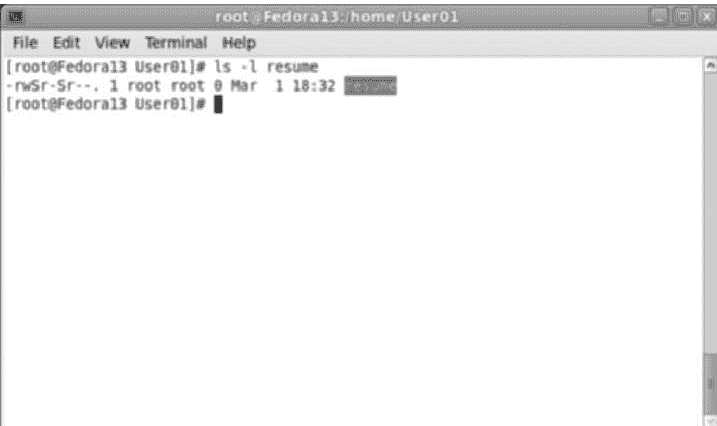 root@Fedora13:/home/User01
File Edit View Terminal Help
[root@Fedora13 User01]# ls -l resume
-rwSr-Sr--. 1 root root 0 Mar  1 18:32 resume
[root@Fedora13 User01]#